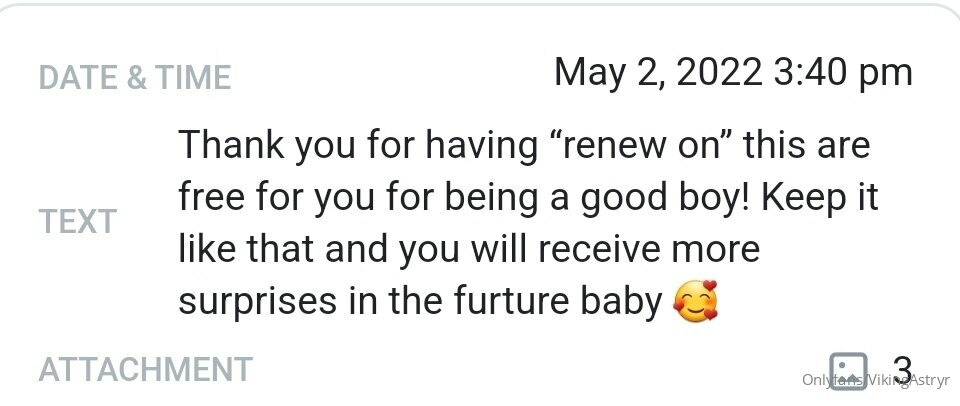 DATE & TIME May 2, 2022 3:40 pm
Thank you for having “renew on” this are
free for you for being a good boy! Keep it
TEXT
like that and you will receive more
surprises in the furture baby 🥰
ATTACHMENT 3
Onlyfans/VikingAstryr